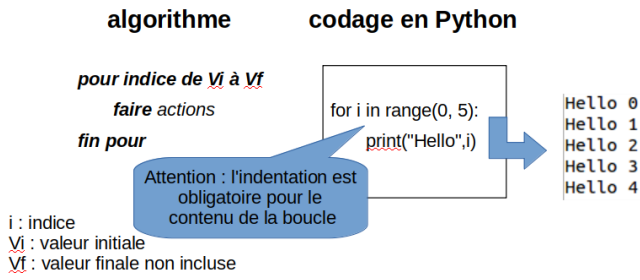 algorithme
codage en Python
pour indice de Vi à Vf
faire actions
fin pour
for i in range(0, 5):
print("Hello",i)
Hello 0
Hello 1
Hello 2
Hello 3
Hello 4
Attention : l'indentation est
obligatoire pour le
contenu de la boucle
i : indice
Vi : valeur initiale
Vf : valeur finale non incluse